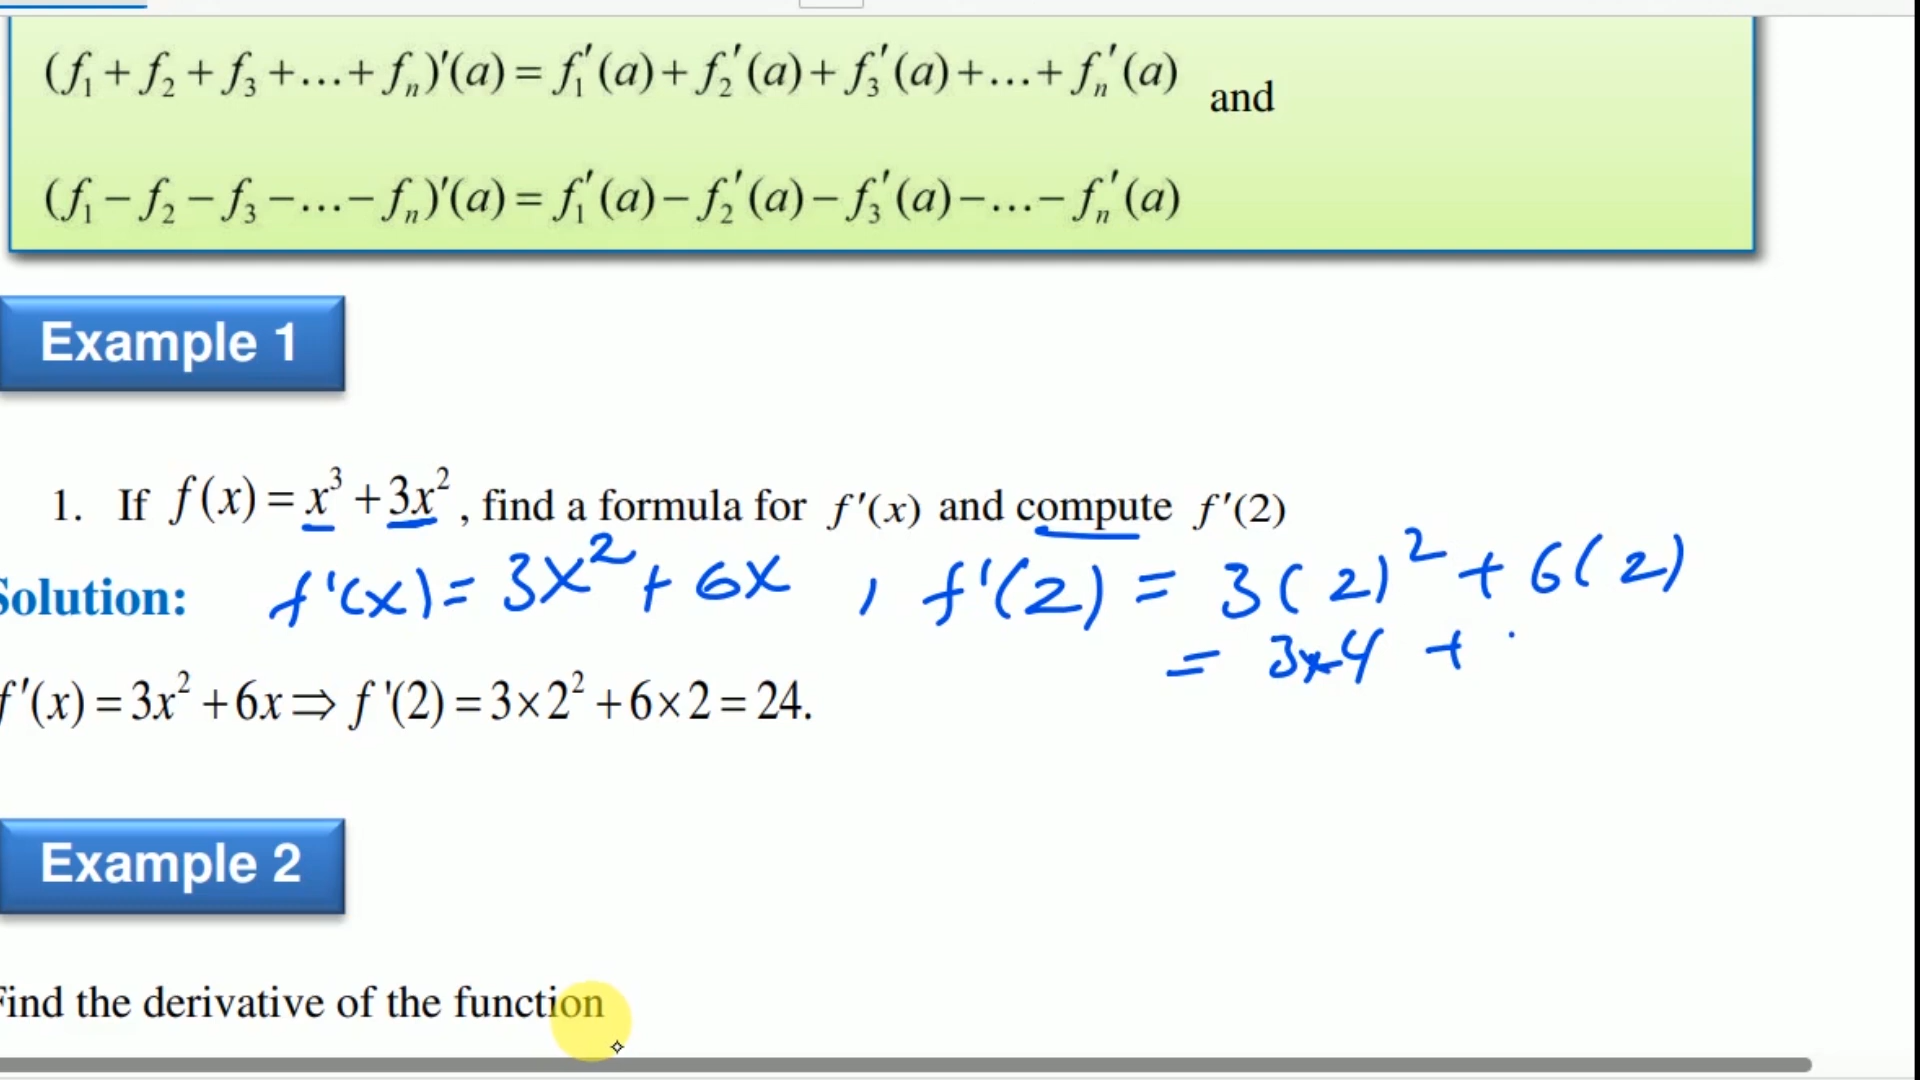 (f₁ + f₂ + f₃ + ... + fₙ)′(a) = f₁′(a) + f₂′(a) + f₃′(a) + ... + fₙ′(a) and
(f₁ − f₂ − f₃ − ... − fₙ)′(a) = f₁′(a) − f₂′(a) − f₃′(a) − ... − fₙ′(a)
Example 1
1. If f(x) = x³ + 3x², find a formula for f′(x) and compute f′(2)
Solution: f'(x) = 3x² + 6x , f'(2) = 3(2)² + 6(2)
= 3×4 +
f′(x) = 3x² + 6x ⇒ f '(2) = 3×2² + 6×2 = 24.
Example 2
Find the derivative of the function